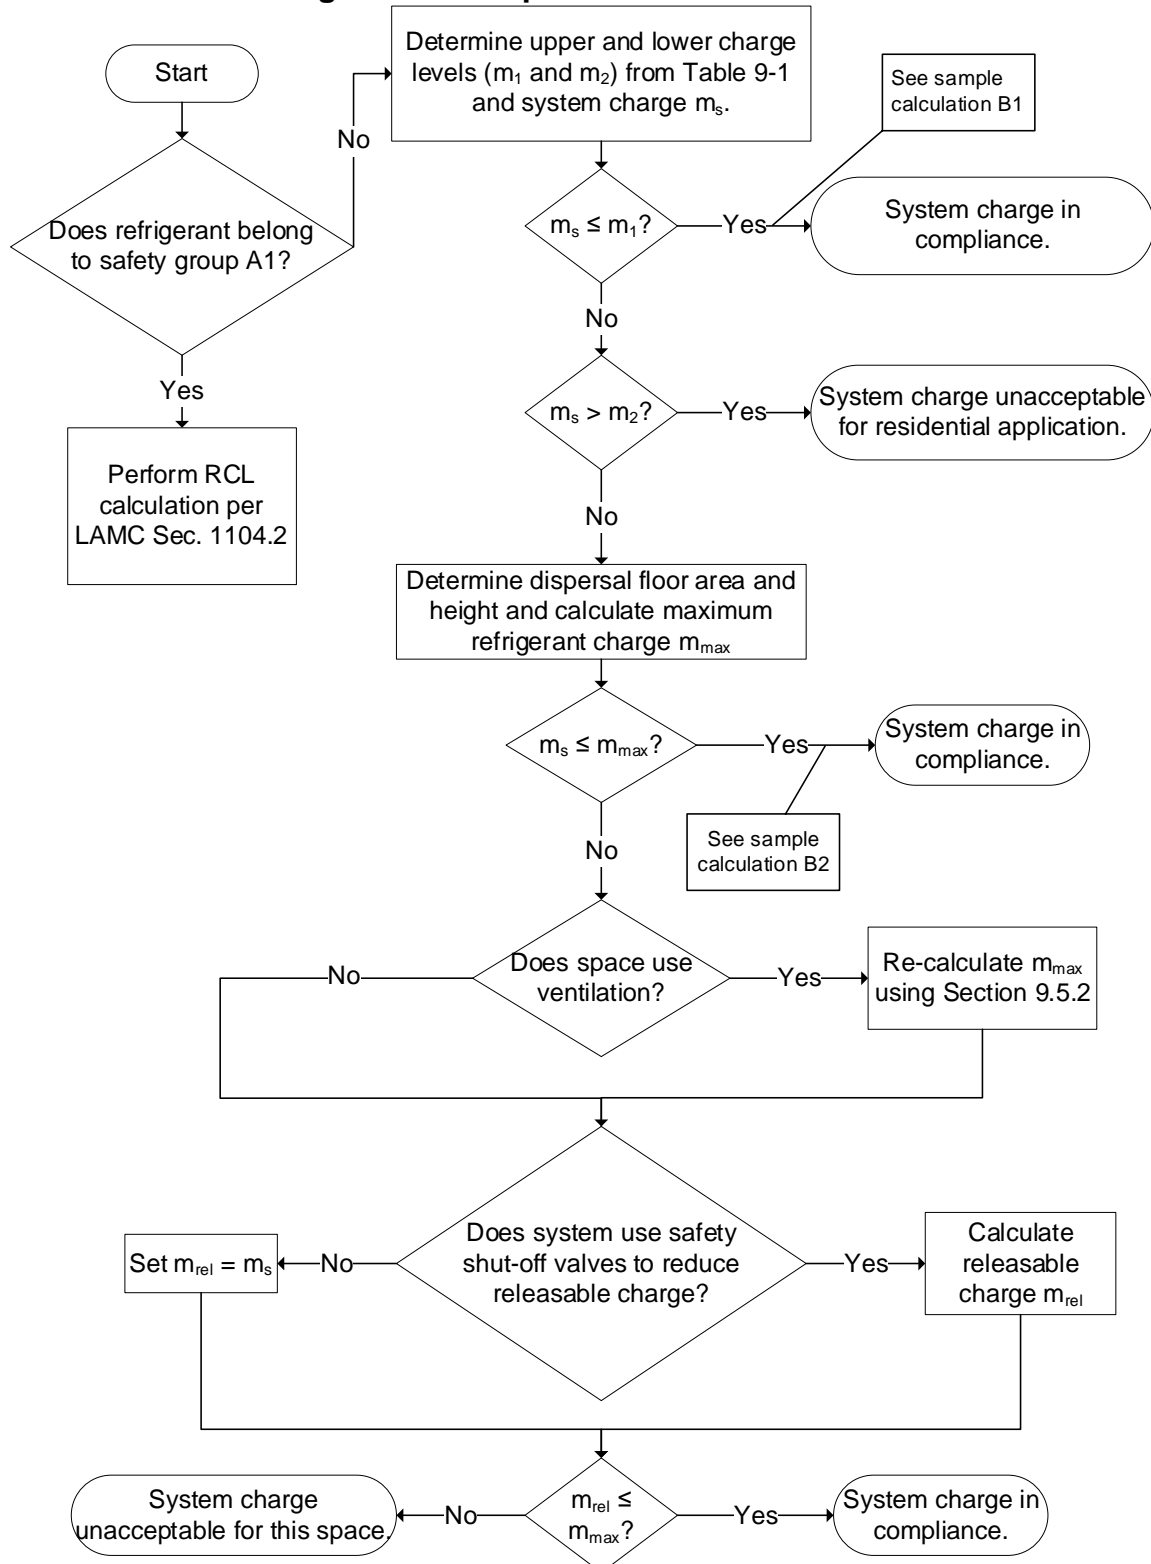 Start
Determine upper and lower charge
levels (m₁ and m₂) from Table 9-1
and system charge mₛ.
See sample
calculation B1
No
Does refrigerant belong
to safety group A1?
mₛ ≤ m₁?
Yes
System charge in
compliance.
No
Yes
mₛ > m₂?
Yes
System charge unacceptable
for residential application.
Perform RCL
calculation per
LAMC Sec. 1104.2
No
Determine dispersal floor area and
height and calculate maximum
refrigerant charge mₘₐₓ
mₛ ≤ mₘₐₓ?
Yes
System charge in
compliance.
No
See sample
calculation B2
No
Does space use
ventilation?
Yes
Re-calculate mₘₐₓ
using Section 9.5.2
Set mᵣₑₗ = mₛ
No
Does system use safety
shut-off valves to reduce
releasable charge?
Yes
Calculate
releasable
charge mᵣₑₗ
System charge
unacceptable for this space.
No
mᵣₑₗ ≤
mₘₐₓ?
Yes
System charge in
compliance.